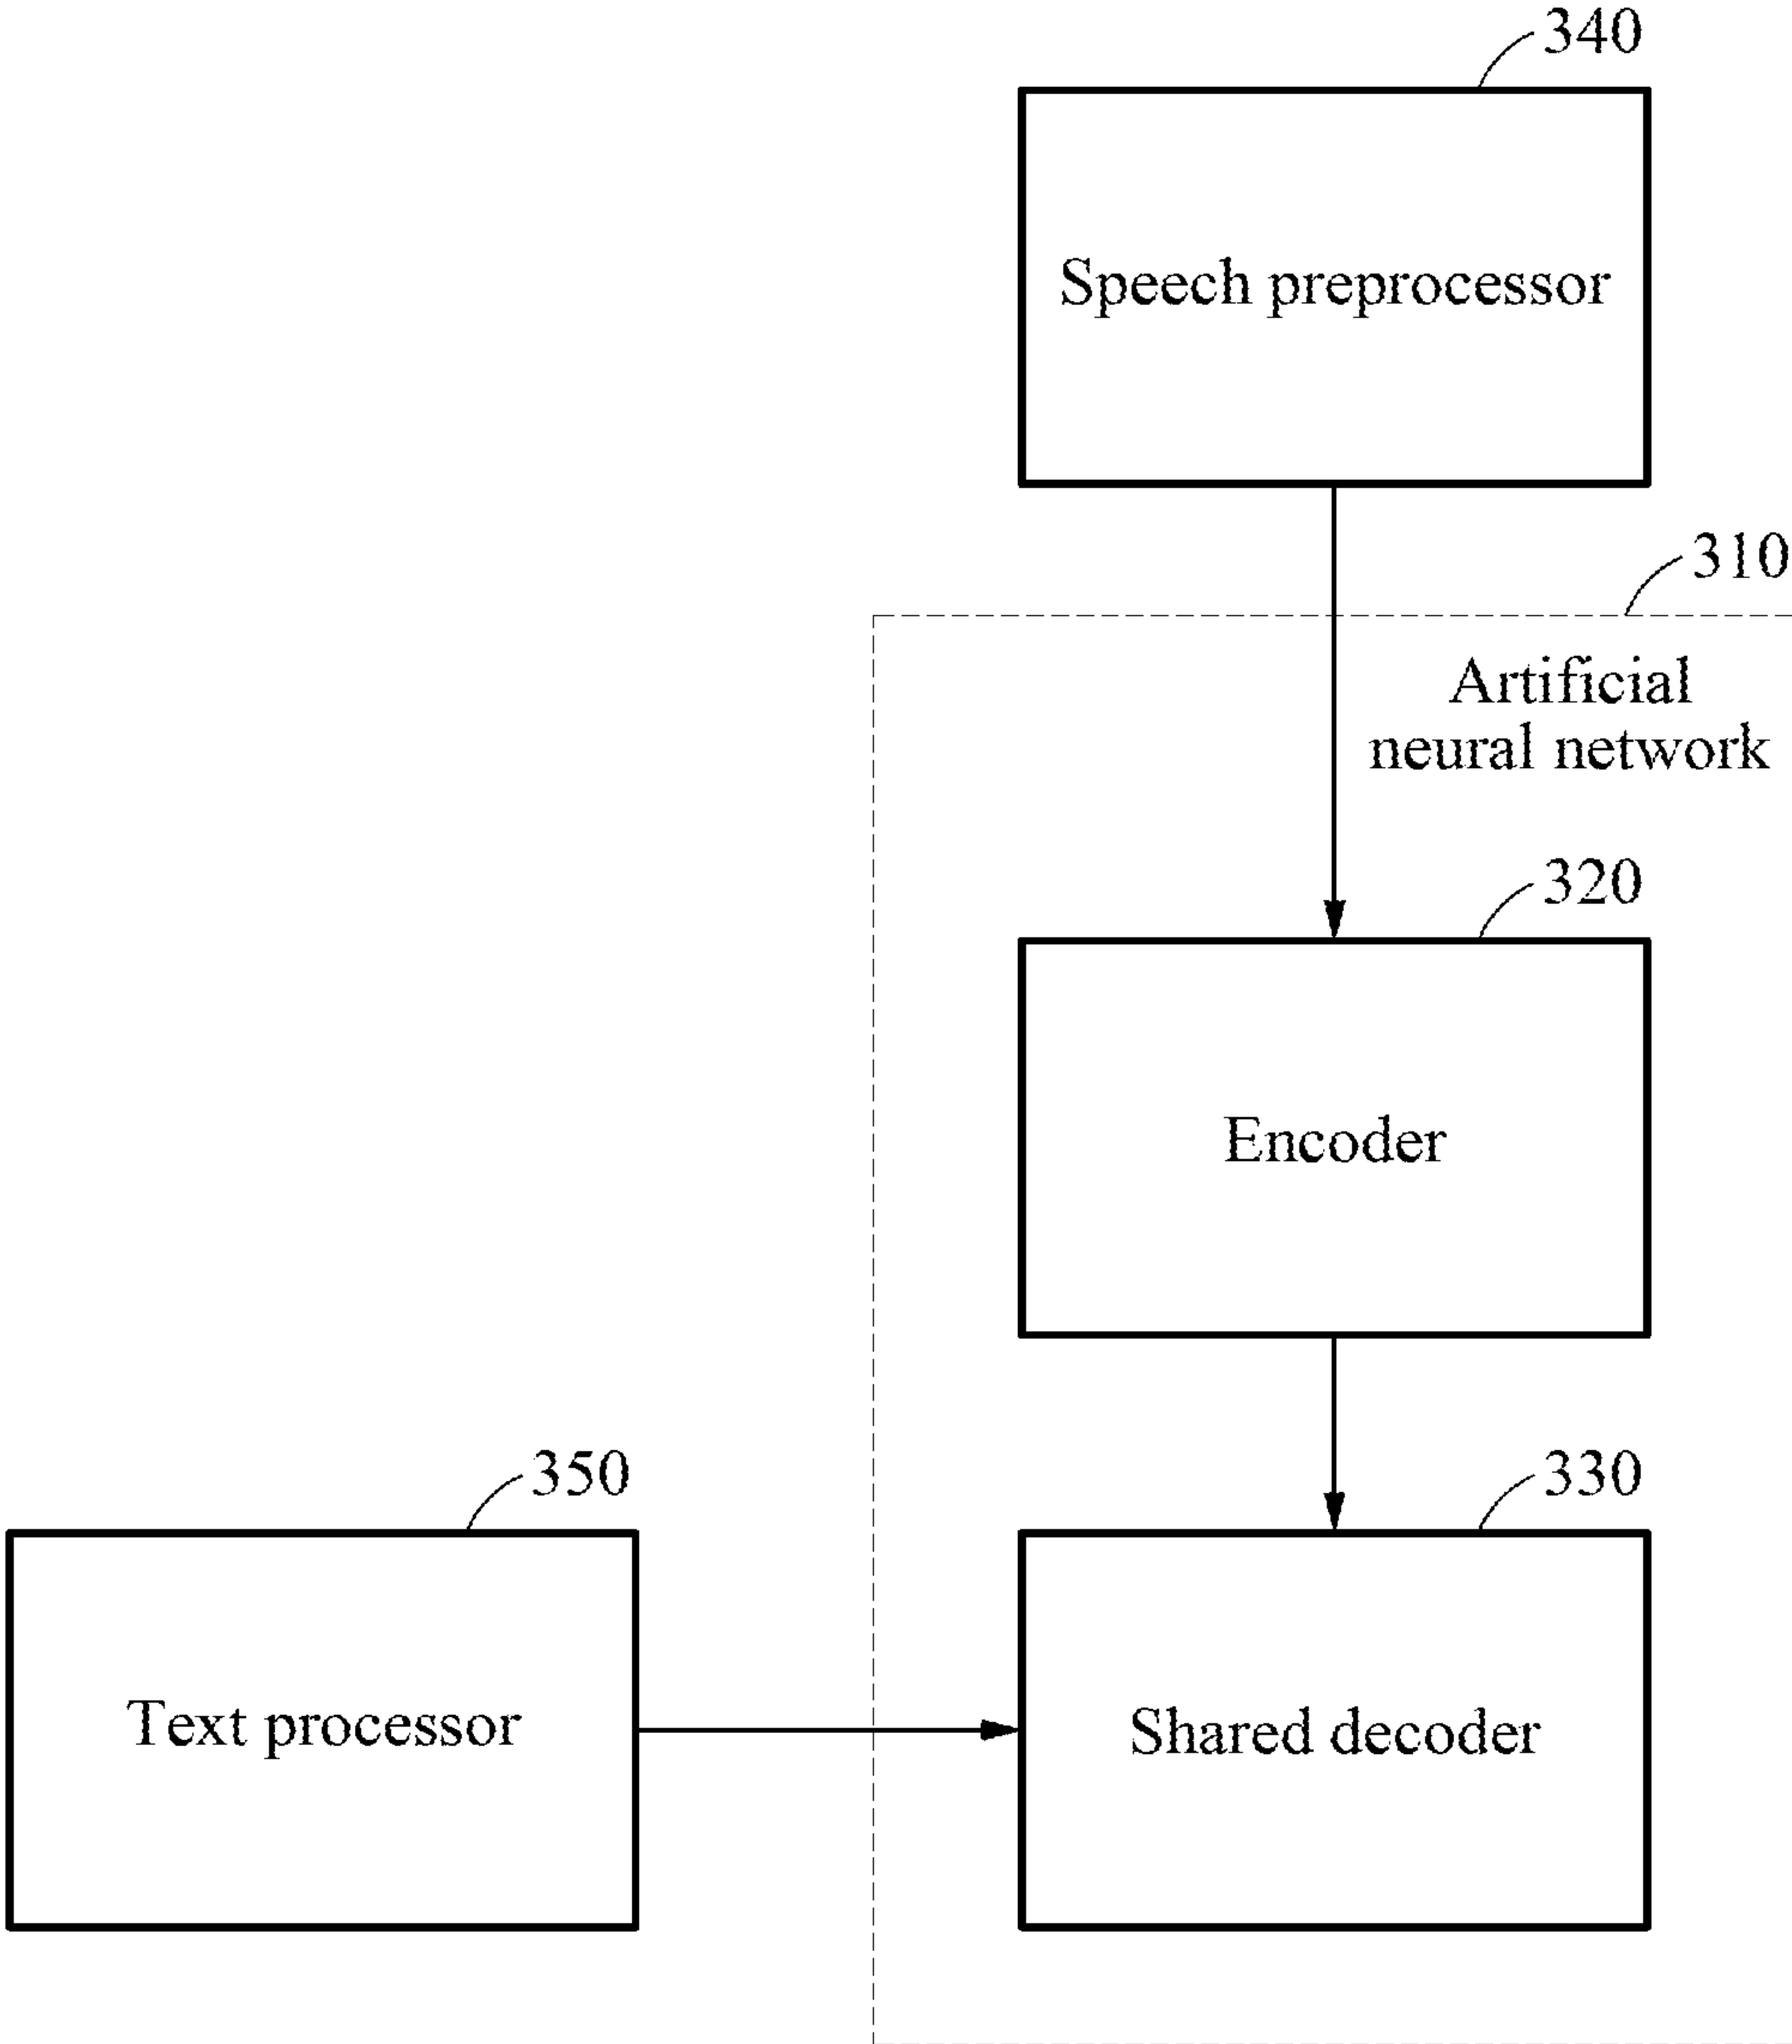 340
Speech preprocessor
310
Artificial
neural network
320
Encoder
350
330
Text processor
Shared decoder